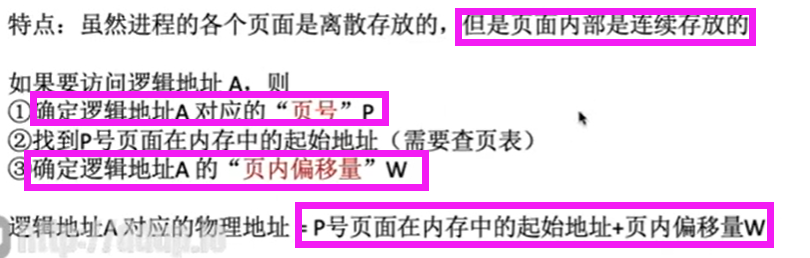 特点：虽然进程的各个页面是离散存放的，但是页面内部是连续存放的
如果要访问逻辑地址 A，则
①确定逻辑地址A 对应的“页号”P
②找到P号页面在内存中的起始地址（需要查页表）
③确定逻辑地址A 的“页内偏移量”W
逻辑地址A 对应的物理地址 = P号页面在内存中的起始地址+页内偏移量W